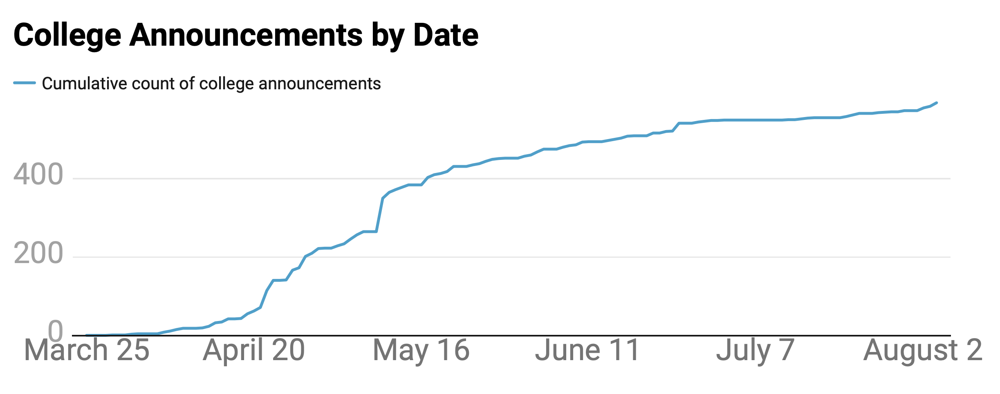 College Announcements by Date
Cumulative count of college announcements
400
200
0
March 25 April 20 May 16 June 11 July 7 August 2